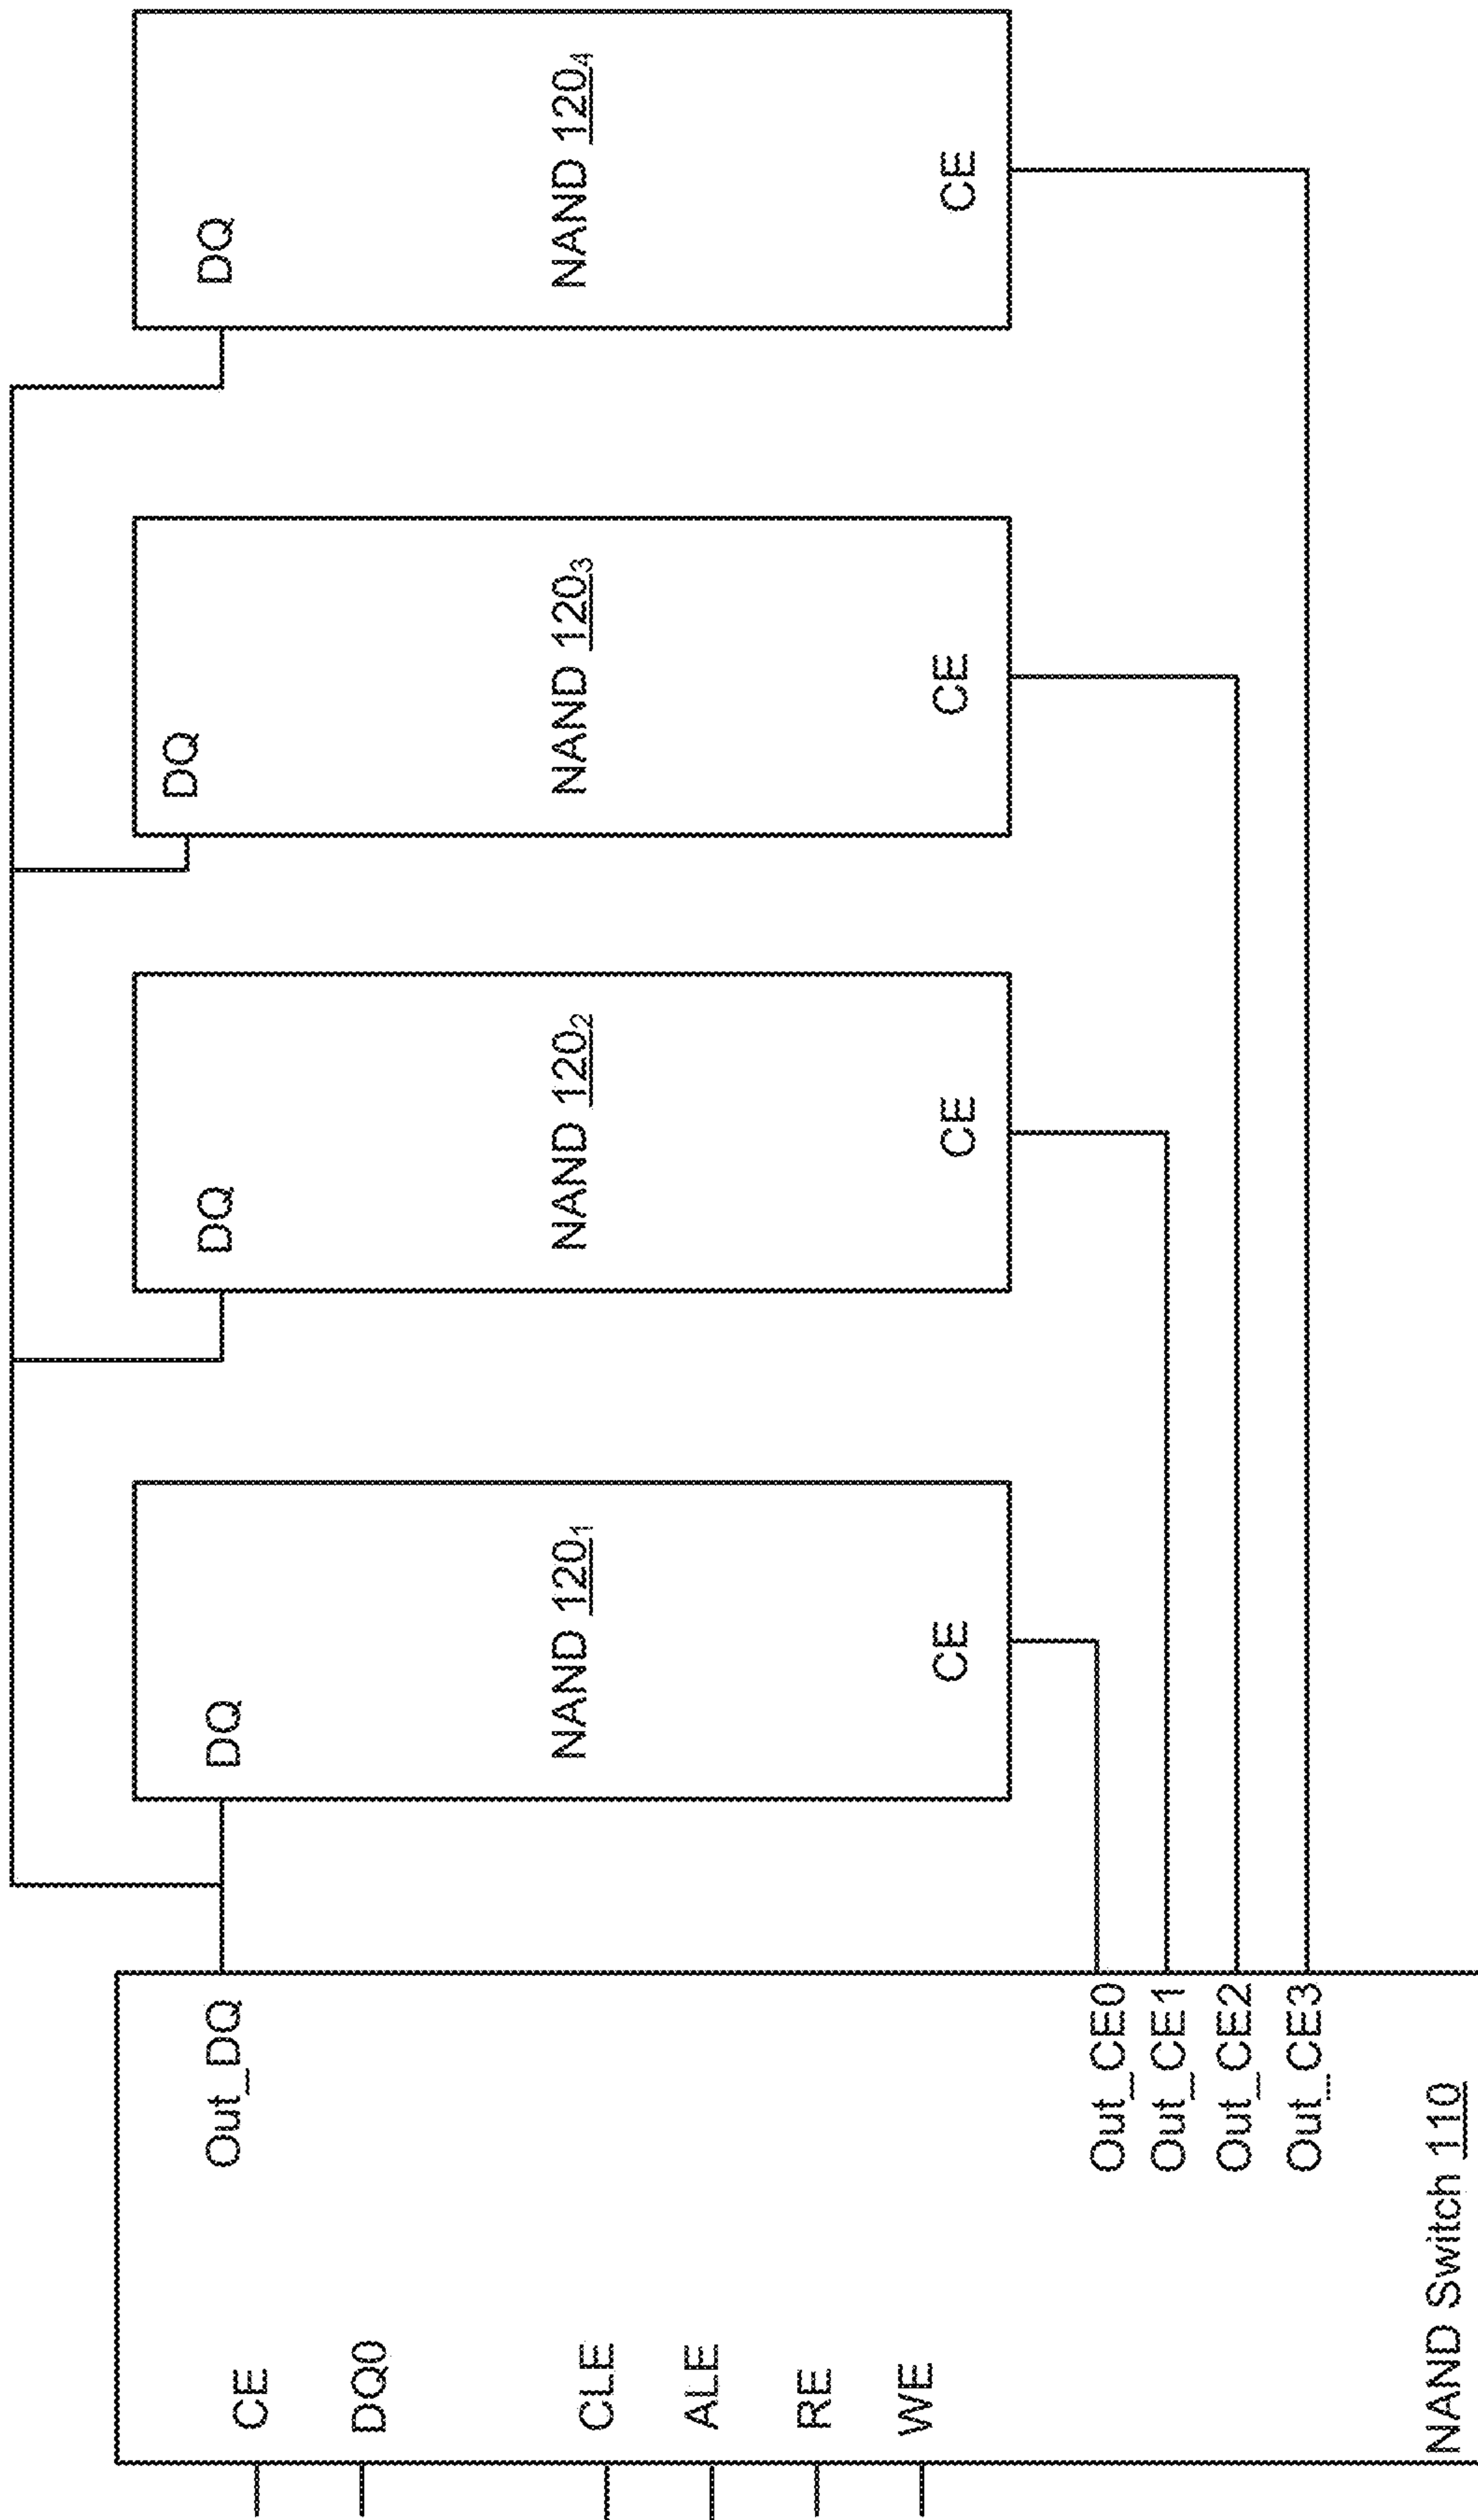 CE
DQ0
CLE
ALE
RE
WE
Out_DQ
Out_CE0
Out_CE1
Out_CE2
Out_CE3
NAND Switch 110
DQ
NAND 120₁
CE
DQ
NAND 120₂
CE
DQ
NAND 120₃
CE
DQ
NAND 120₄
CE